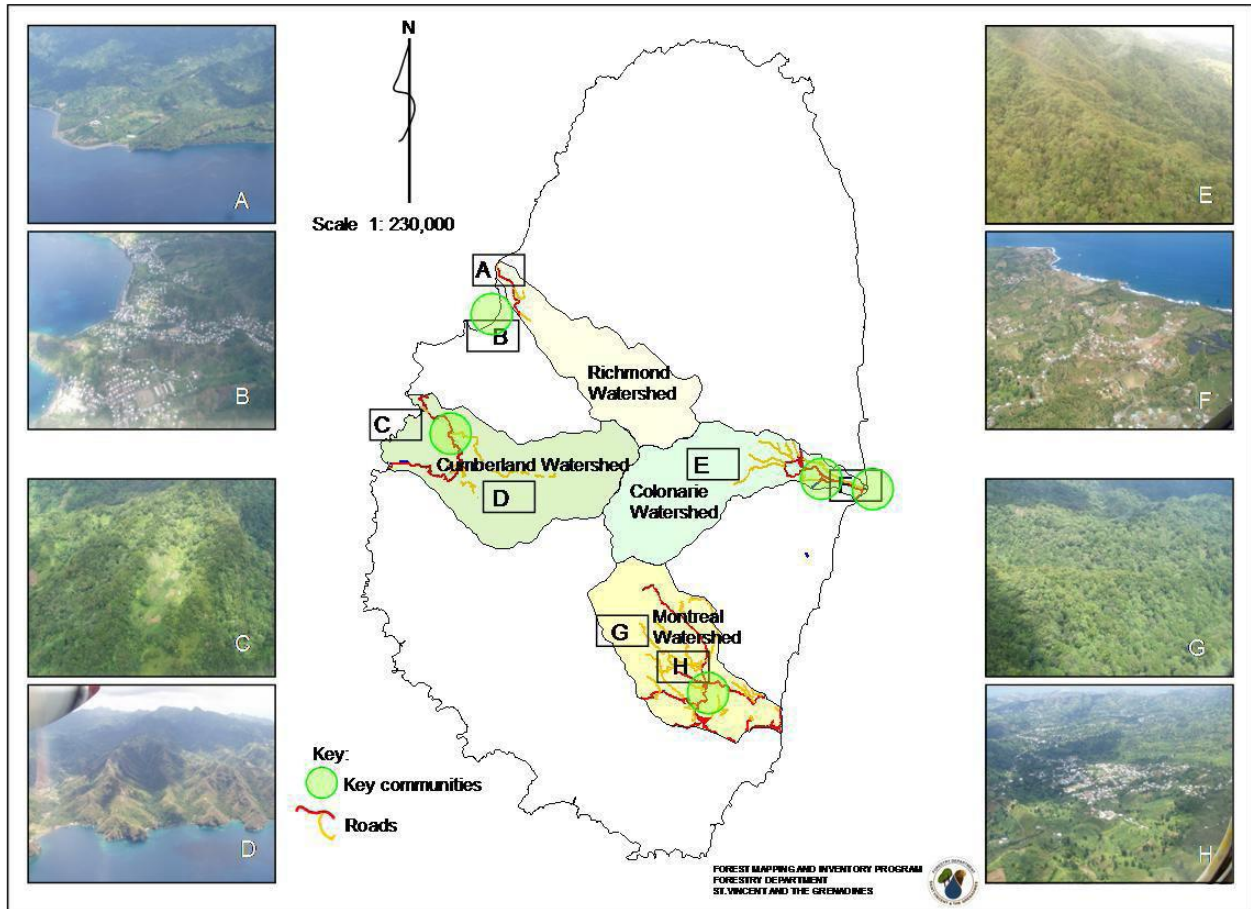 N
Scale 1: 230,000
A
B
C
D
E
F
G
H
A
B
Richmond
Watershed
C
Cumberland Watershed
D
E
Colonarie
Watershed
G
Montreal
Watershed
H
Key:
Key communities
Roads
FOREST MAPPING AND INVENTORY PROGRAM
FORESTRY DEPARTMENT
ST.VINCENT AND THE GRENADINES